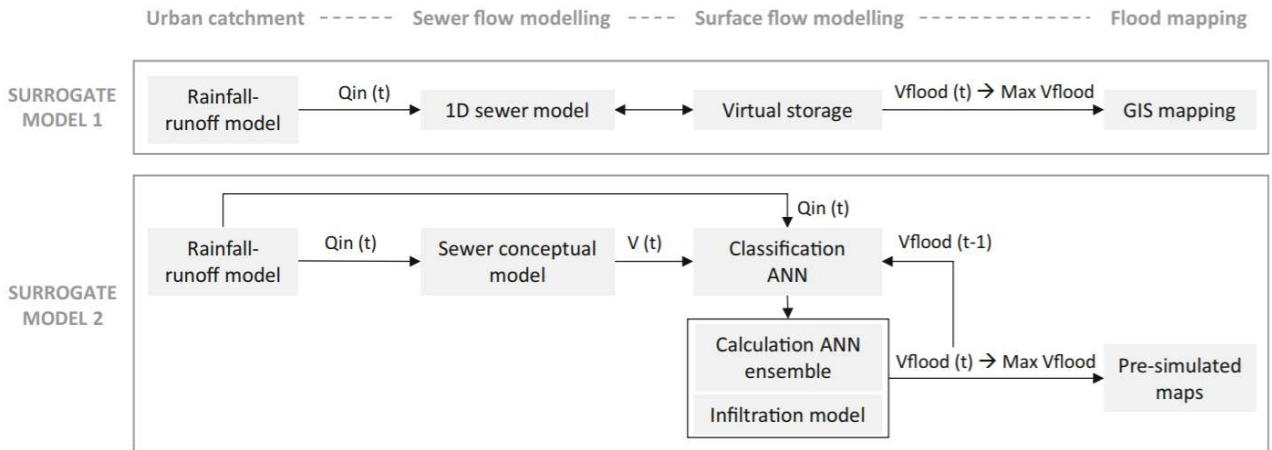 Urban catchment
Sewer flow modelling
Surface flow modelling
Flood mapping
SURROGATE
MODEL 1
Rainfall-
runoff model
Qin (t)
1D sewer model
Virtual storage
Vflood (t) → Max Vflood
GIS mapping
SURROGATE
MODEL 2
Qin (t)
Rainfall-
runoff model
Qin (t)
Sewer conceptual
model
V (t)
Classification
ANN
Vflood (t-1)
Calculation ANN
ensemble
Infiltration model
Vflood (t) → Max Vflood
Pre-simulated
maps